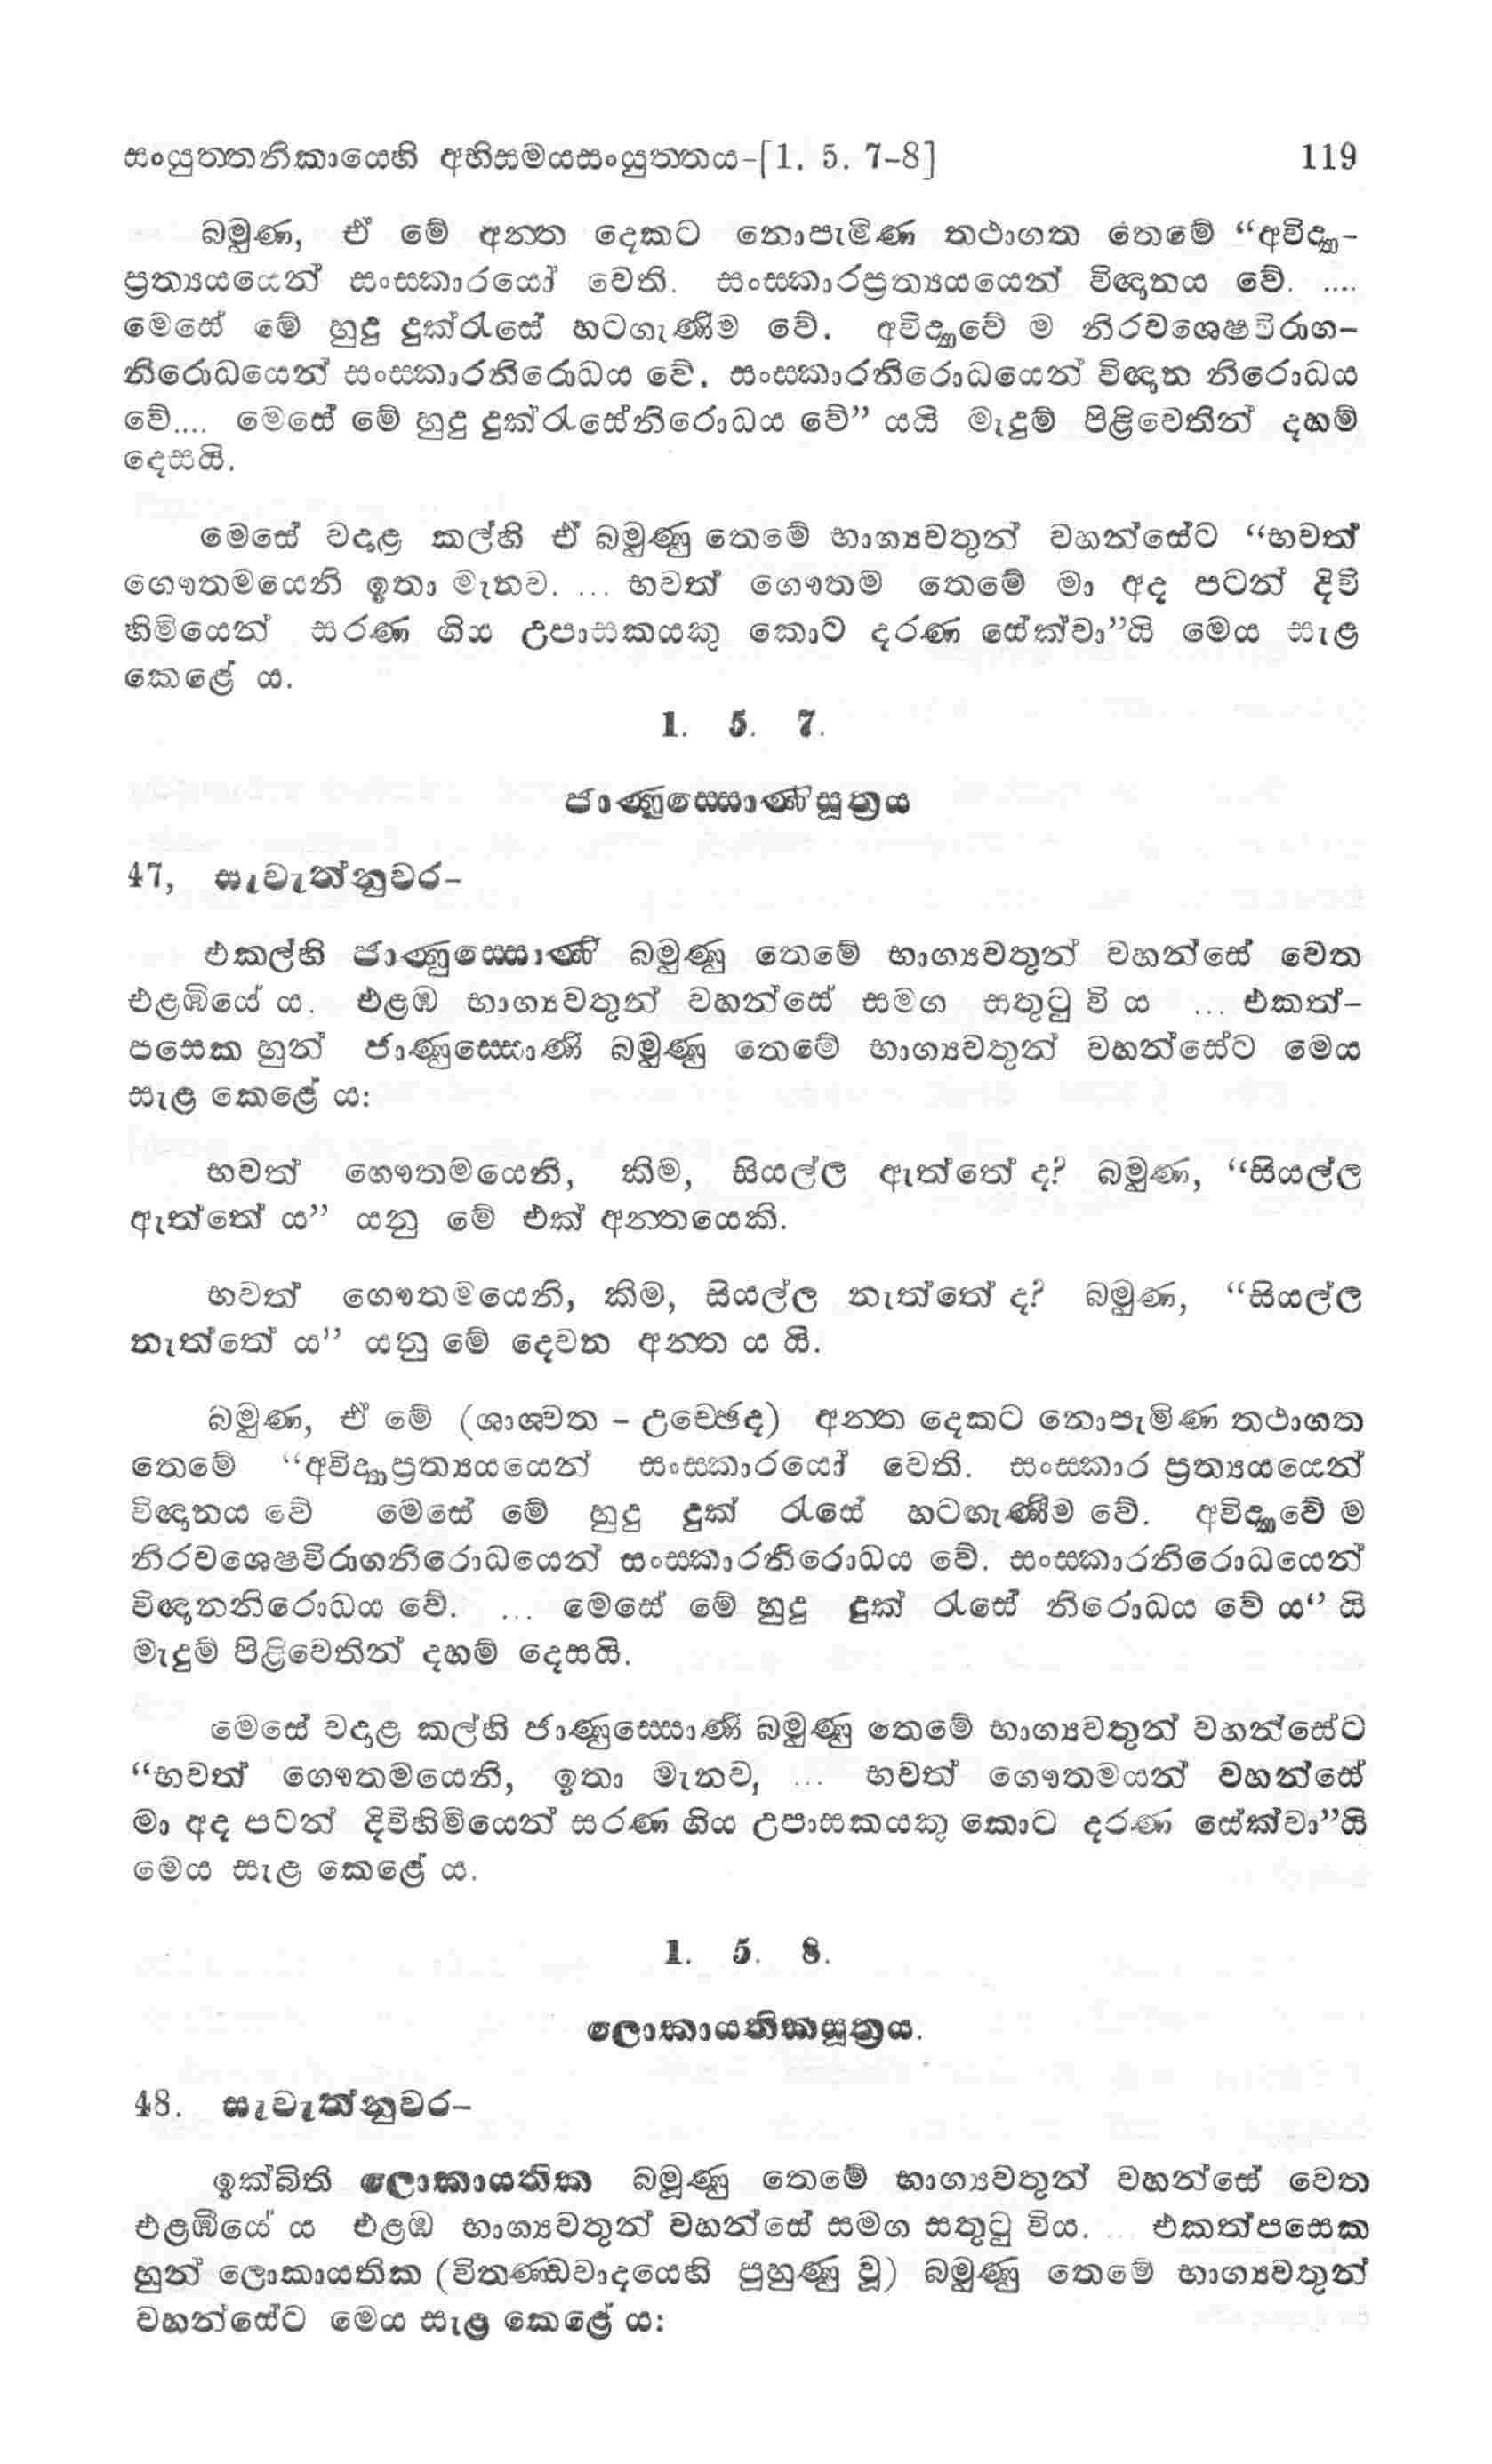 සංයුත්තනිකායෙහි අභිසමයසංයුත්තය-[1. 5. 7-8] 119
බමුණ, ඒ මේ අන්ත දෙකට නොපැමිණ තථාගත තෙමේ “අවිද්‍යා-
ප්‍රත්‍යයයෙන් සංස්කාරයෝ වෙති. සංස්කාරප්‍රත්‍යයයෙන් විඥානය වේ. ....
මෙසේ මේ හුදු දුක්රැසේ හටගැණීම වේ. අවිද්‍යාවේ ම නිරවශෙෂවිරාග-
නිරොධයෙන් සංස්කාරනිරොධය වේ. සංස්කාරනිරොධයෙන් විඥාන නිරොධය
වේ.... මෙසේ මේ හුදු දුක්රැසේනිරොධය වේ” යයි මැදුම් පිළිවෙතින් දහම්
දෙසයි.
මෙසේ වදාළ කල්හි ඒ බමුණු තෙමේ භාග්‍යවතුන් වහන්සේට “භවත්
ගෞතමයෙනි ඉතා මැනව. ... භවත් ගෞතම තෙමේ මා අද පටන් දිවි
හිමියෙන් සරණ ගිය උපාසකයකු කොට දරණ සේක්වා”යි මෙය සැළ
කෙළේ ය.
1. 5. 7.
ජාණුස්සොණිසූත්‍රය
47, සැවැත්නුවර-
එකල්හි ජාණුස්සොණි බමුණු තෙමේ භාග්‍යවතුන් වහන්සේ වෙත
එළඹියේ ය. එළඹ භාග්‍යවතුන් වහන්සේ සමග සතුටු වි ය ... එකත්-
පසෙක හුන් ජාණුස්සොණි බමුණු තෙමේ භාග්‍යවතුන් වහන්සේට මෙය
සැළ කෙළේ ය:
භවත් ගෞතමයෙනි, කිම, සියල්ල ඇත්තේ ද? බමුණ, “සියල්ල
ඇත්තේ ය” යනු මේ එක් අන්තයෙකි.
භවත් ගෞතමයෙනි, කිම, සියල්ල නැත්තේ ද? බමුණ, “සියල්ල
නැත්තේ ය” යනු මේ දෙවන අන්ත ය යි.
බමුණ, ඒ මේ (ශාශ්වත - උච්ඡේද) අන්ත දෙකට නොපැමිණ තථාගත
තෙමේ “අවිද්‍යාප්‍රත්‍යයයෙන් සංස්කාරයෝ වෙති. සංස්කාර ප්‍රත්‍යයයෙන්
විඥානය වේ මෙසේ මේ හුදු දුක් රැසේ හටගැණීම වේ. අවිද්‍යාවේ ම
නිරවශෙෂවිරාගනිරොධයෙන් සංස්කාරනිරොධය වේ. සංස්කාරනිරොධයෙන්
විඥානනිරොධය වේ. ... මෙසේ මේ හුදු දුක් රැසේ නිරොධය වේ ය“ යි
මැදුම් පිළිවෙතින් දහම් දෙසයි.
මෙසේ වදාළ කල්හි ජාණුස්සොණි බමුණු තෙමේ භාග්‍යවතුන් වහන්සේට
“භවත් ගෞතමයෙනි, ඉතා මැනව, ... භවත් ගෞතමයන් වහන්සේ
මා අද පටන් දිවිහිමියෙන් සරණ ගිය උපාසකයකු කොට දරණ සේක්වා”යි
මෙය සැළ කෙළේ ය.
1. 5. 8.
ලොකායතිකසූත්‍රය.
48. සැවැත්නුවර-
ඉක්බිති ලොකායතික බමුණු තෙමේ භාග්‍යවතුන් වහන්සේ වෙත
එළඹියේ ය එළඹ භාග්‍යවතුන් වහන්සේ සමග සතුටු විය. ... එකත්පසෙක
හුන් ලොකායතික (විතණ්ඩවාදයෙහි පුහුණු වූ) බමුණු තෙමේ භාග්‍යවතුන්
වහන්සේට මෙය සැළ කෙළේ ය: